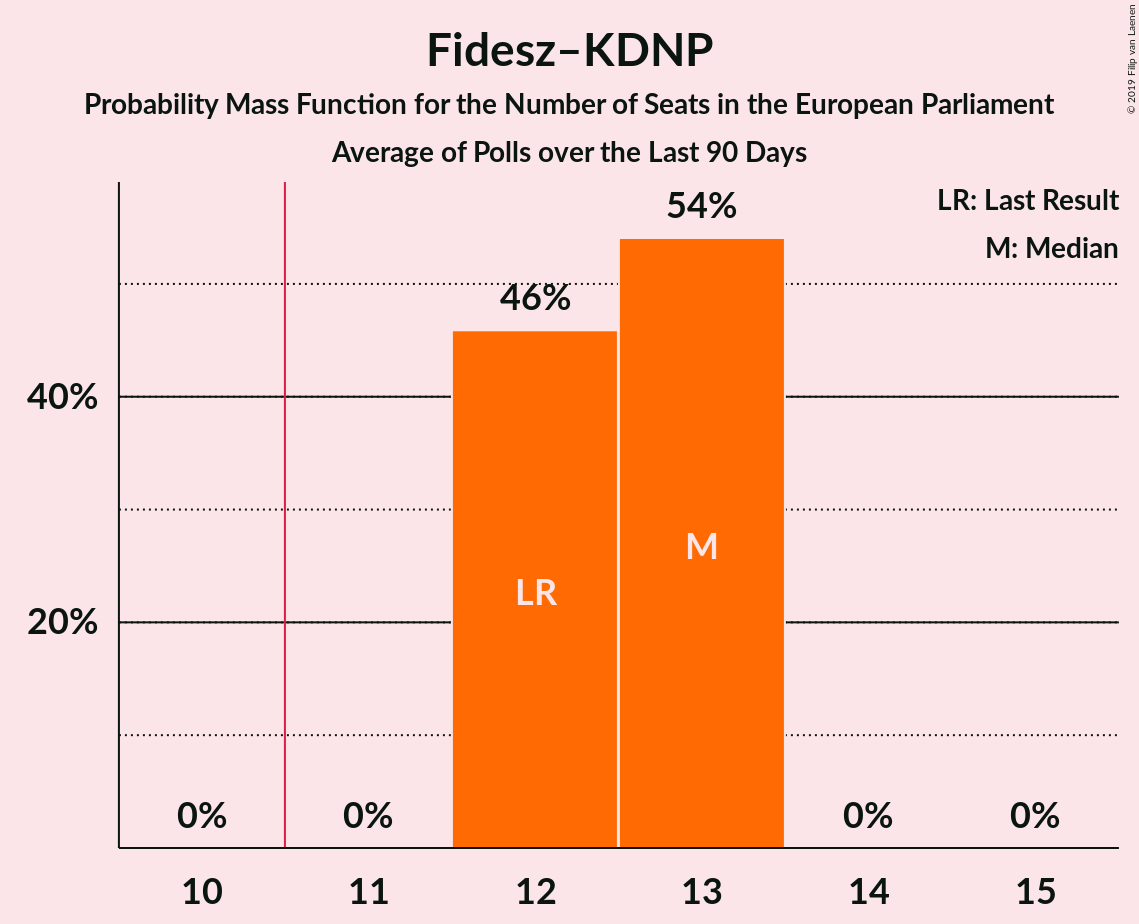 Fidesz–KDNP
Probability Mass Function for the Number of Seats in the European Parliament
Average of Polls over the Last 90 Days
© 2019 Filip van Laenen
LR: Last Result
M: Median
54%
46%
40%
20%
M
LR
0%
0%
0%
0%
10
11
12
13
14
15